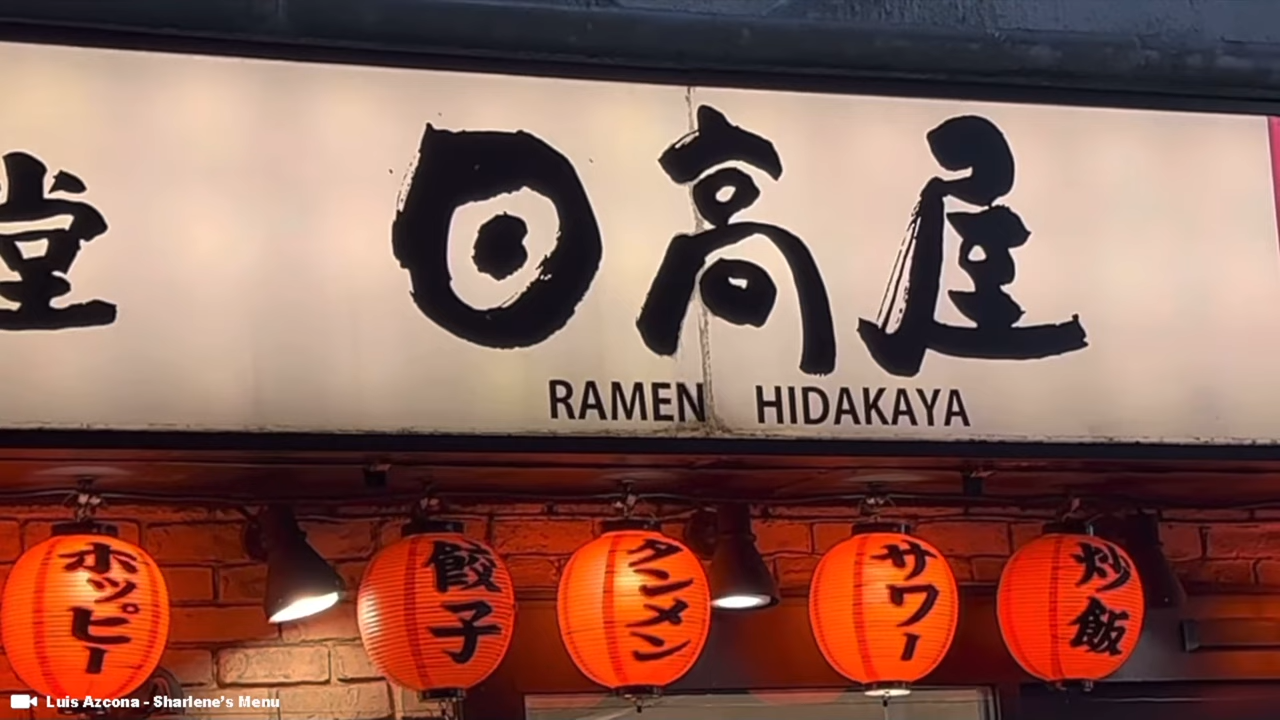 堂 日高屋
RAMEN HIDAKAYA
ホッピー
餃子
タンメン
サワー
炒飯
Luis Azcona - Sharlene's Menu